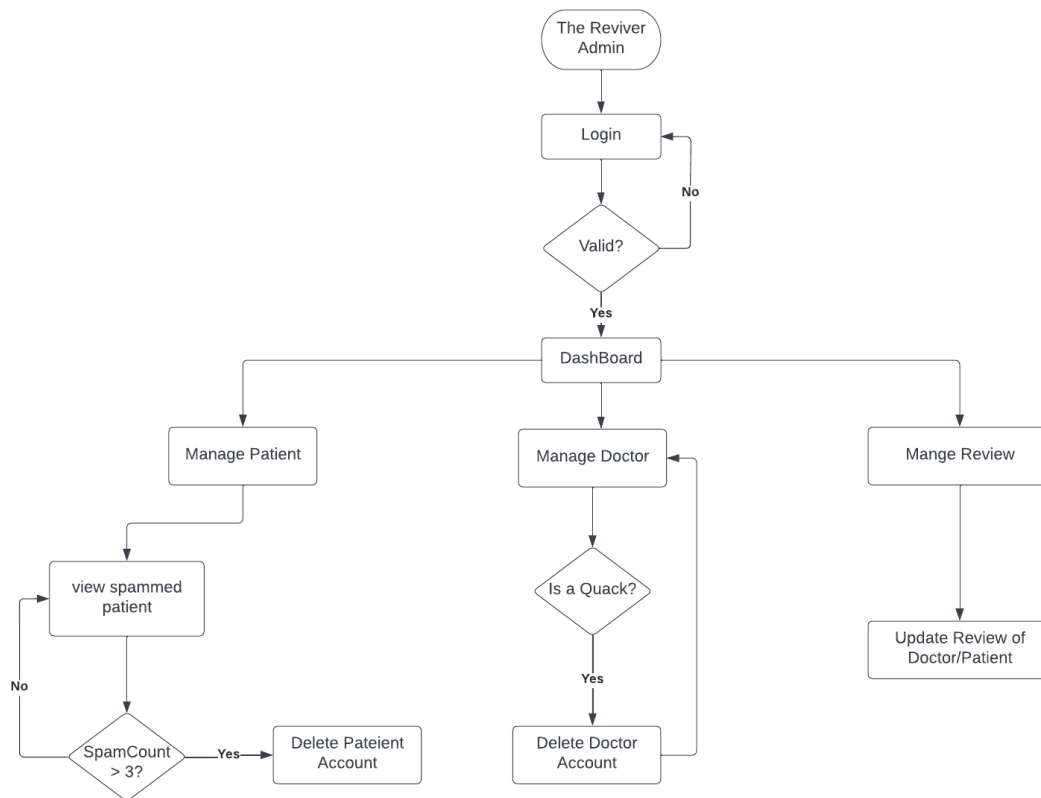 The Reviver
Admin
Login
No
Valid?
Yes
DashBoard
Manage Patient
Manage Doctor
Mange Review
view spammed
patient
Is a Quack?
Update Review of
Doctor/Patient
No
Yes
SpamCount
> 3?
Yes
Delete Pateient
Account
Delete Doctor
Account